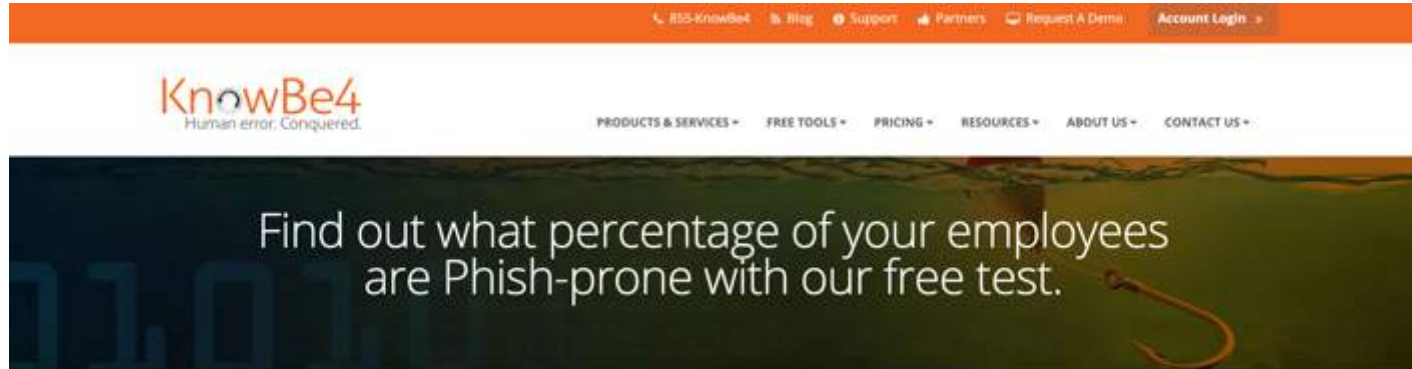 855-KnowBe4 Blog Support Partners Request A Demo Account Login »
KnowBe4
Human error. Conquered.
PRODUCTS & SERVICES FREE TOOLS PRICING RESOURCES ABOUT US CONTACT US
Find out what percentage of your employees
are Phish-prone with our free test.